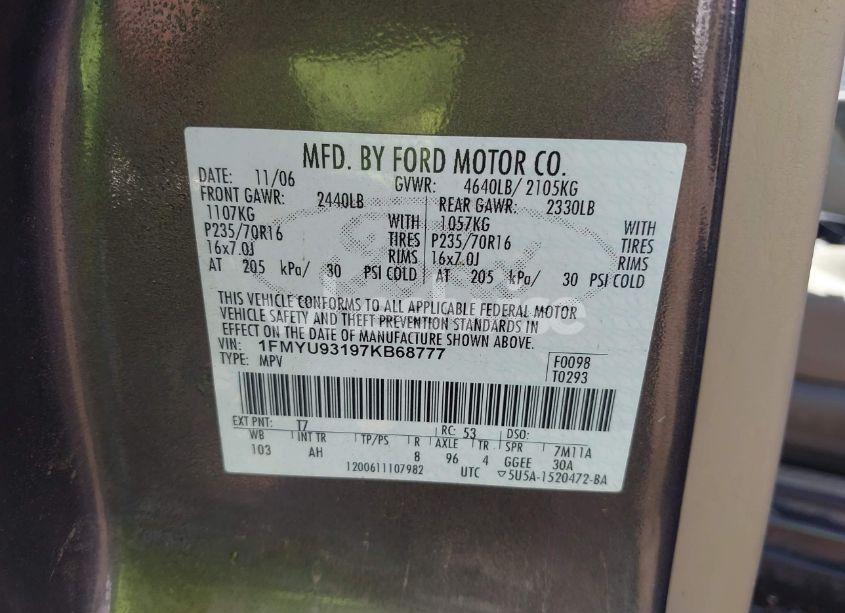 MFD. BY FORD MOTOR CO.
DATE: 11/06 GVWR: 4640LB/ 2105KG
FRONT GAWR: 2440LB REAR GAWR: 2330LB
1107KG WITH 1057KG WITH
P235/70R16 TIRES P235/70R16 TIRES
16x7.0J RIMS 16x7.0J RIMS
AT 205 kPa/ 30 PSI COLD AT 205 kPa/ 30 PSI COLD
THIS VEHICLE CONFORMS TO ALL APPLICABLE FEDERAL MOTOR
VEHICLE SAFETY AND THEFT PREVENTION STANDARDS IN
EFFECT ON THE DATE OF MANUFACTURE SHOWN ABOVE.
VIN: 1FMYU93197KB68777
TYPE: MPV
F0098
T0293
EXT PNT: T7 RC: 53 DSO:
WB INT TR TP/PS R AXLE TR SPR 7M11A
103 AH 8 96 4 GGEE 30A
1200611107982 UTC 5U5A-1520472-BA